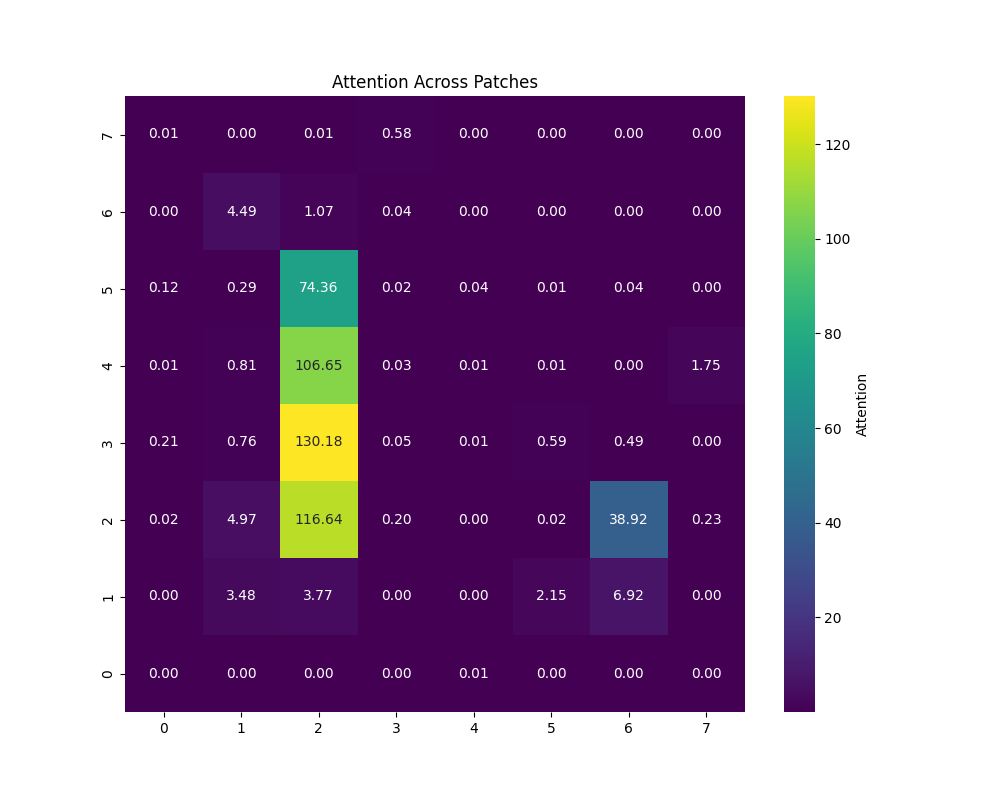 Attention Across Patches
7 0.01 0.00 0.01 0.58 0.00 0.00 0.00 0.00
6 0.00 4.49 1.07 0.04 0.00 0.00 0.00 0.00
5 0.12 0.29 74.36 0.02 0.04 0.01 0.04 0.00
4 0.01 0.81 106.65 0.03 0.01 0.01 0.00 1.75
3 0.21 0.76 130.18 0.05 0.01 0.59 0.49 0.00
2 0.02 4.97 116.64 0.20 0.00 0.02 38.92 0.23
1 0.00 3.48 3.77 0.00 0.00 2.15 6.92 0.00
0 0.00 0.00 0.00 0.00 0.01 0.00 0.00 0.00
0 1 2 3 4 5 6 7
120
100
80
60
40
20
Attention